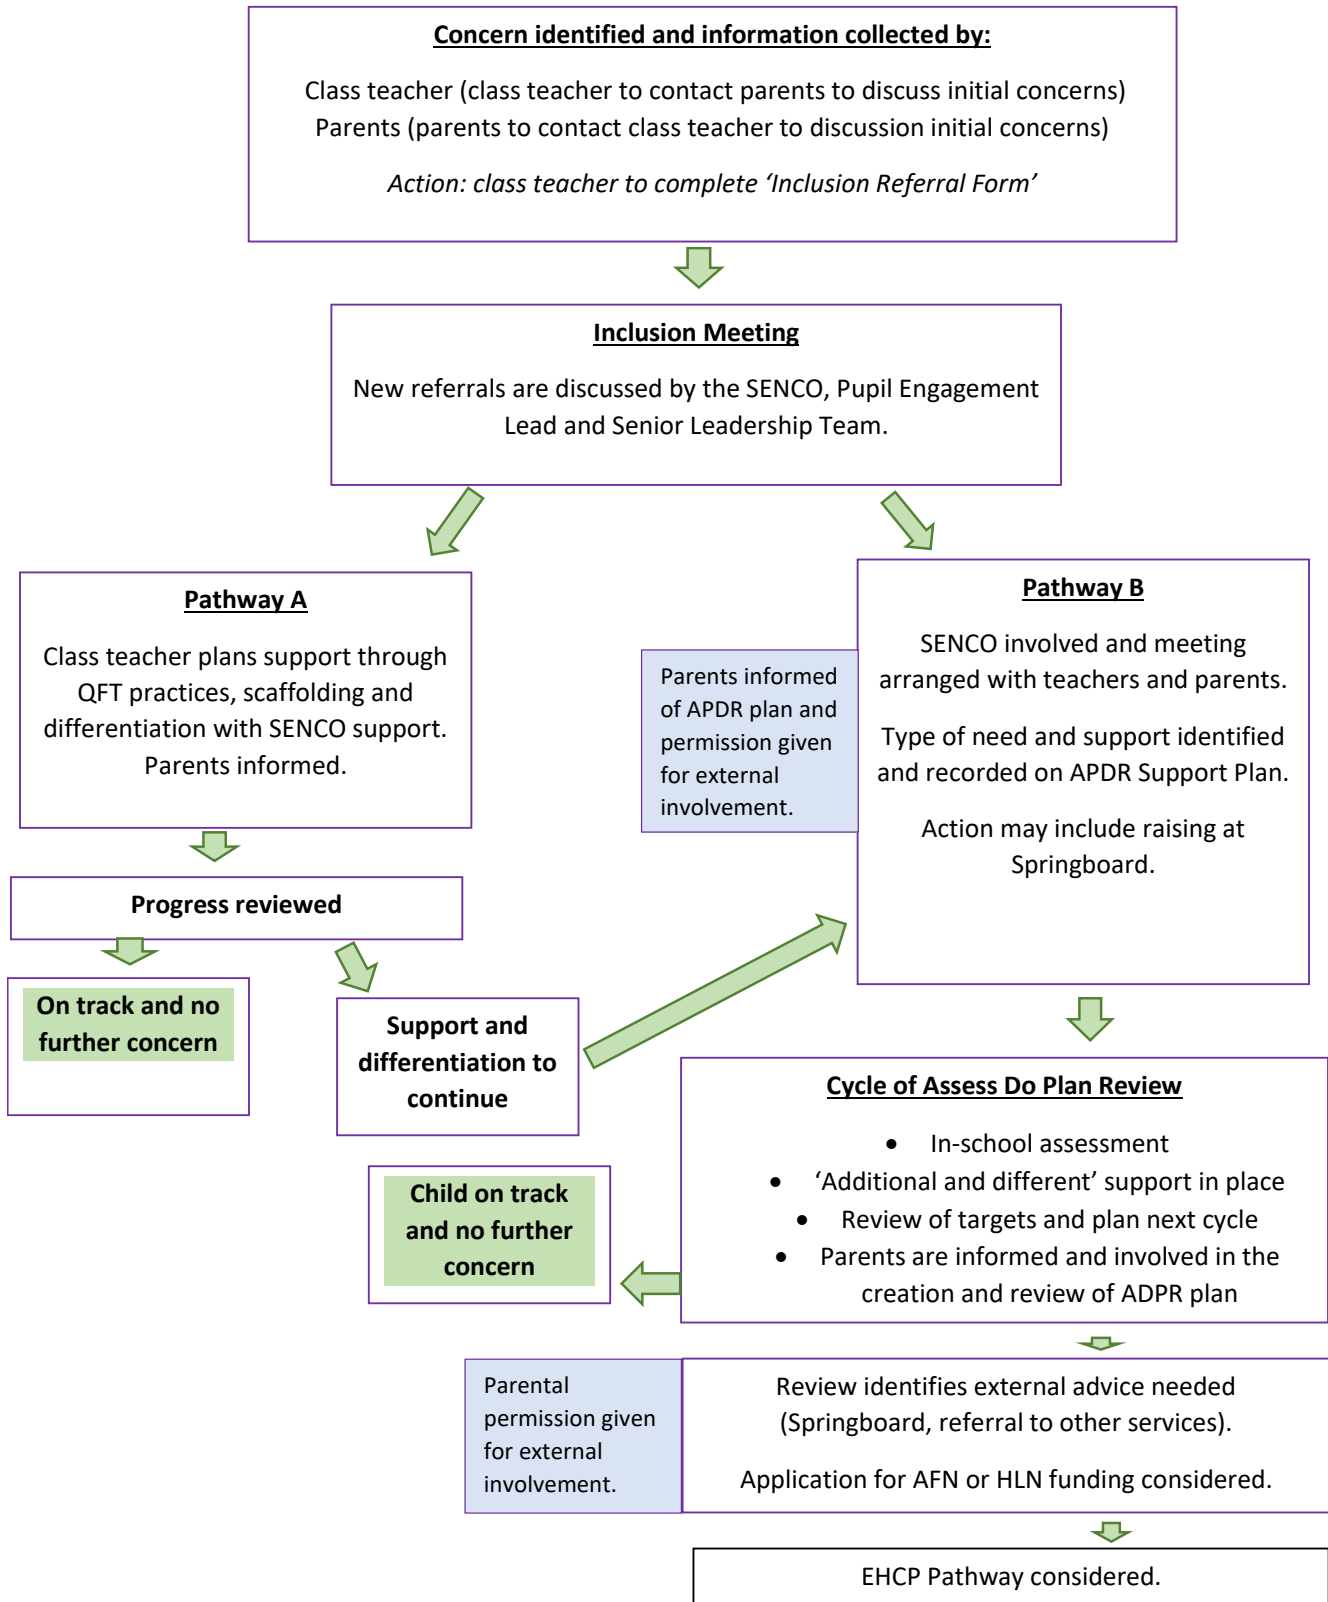 Concern identified and information collected by:
Class teacher (class teacher to contact parents to discuss initial concerns)
Parents (parents to contact class teacher to discussion initial concerns)
Action: class teacher to complete ‘Inclusion Referral Form’
Inclusion Meeting
New referrals are discussed by the SENCO, Pupil Engagement
Lead and Senior Leadership Team.
Pathway A
Class teacher plans support through
QFT practices, scaffolding and
differentiation with SENCO support.
Parents informed.
Parents informed
of APDR plan and
permission given
for external
involvement.
Pathway B
SENCO involved and meeting
arranged with teachers and parents.
Type of need and support identified
and recorded on APDR Support Plan.
Action may include raising at
Springboard.
Progress reviewed
On track and no
further concern
Support and
differentiation to
continue
Cycle of Assess Do Plan Review
• In-school assessment
• ‘Additional and different’ support in place
• Review of targets and plan next cycle
• Parents are informed and involved in the
creation and review of ADPR plan
Child on track
and no further
concern
Parental
permission given
for external
involvement.
Review identifies external advice needed
(Springboard, referral to other services).
Application for AFN or HLN funding considered.
EHCP Pathway considered.